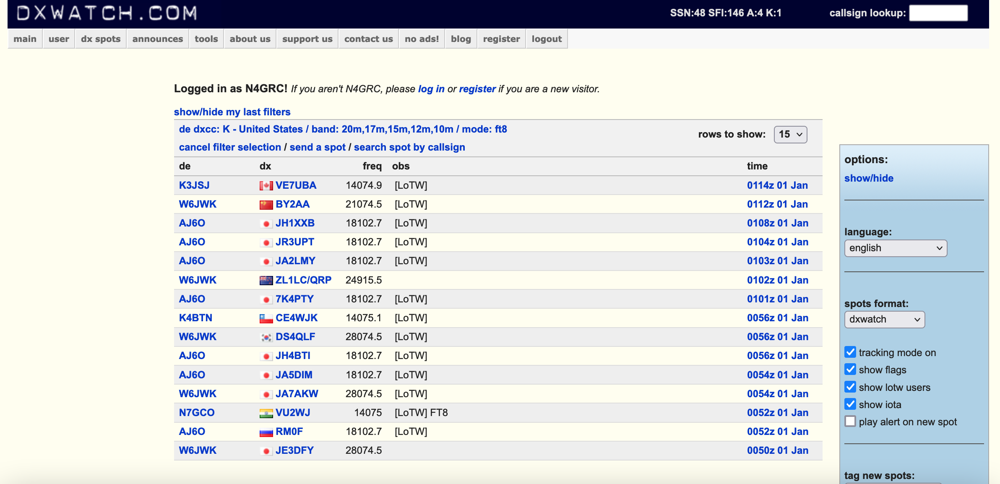 DXWATCH.COM SSN:48 SFI:146 A:4 K:1 callsign lookup:
main user dx spots announces tools about us support us contact us no ads! blog register logout
Logged in as N4GRC! If you aren't N4GRC, please log in or register if you are a new visitor.
show/hide my last filters
de dxcc: K - United States / band: 20m,17m,15m,12m,10m / mode: ft8
rows to show: 15
cancel filter selection / send a spot / search spot by callsign
de dx freq obs time
K3JSJ VE7UBA 14074.9 [LoTW] 0114z 01 Jan
W6JWK BY2AA 21074.5 [LoTW] 0112z 01 Jan
AJ6O JH1XXB 18102.7 [LoTW] 0108z 01 Jan
AJ6O JR3UPT 18102.7 [LoTW] 0104z 01 Jan
AJ6O JA2LMY 18102.7 [LoTW] 0103z 01 Jan
W6JWK ZL1LC/QRP 24915.5 0102z 01 Jan
AJ6O 7K4PTY 18102.7 [LoTW] 0101z 01 Jan
K4BTN CE4WJK 14075.1 [LoTW] 0056z 01 Jan
W6JWK DS4QLF 28074.5 [LoTW] 0056z 01 Jan
AJ6O JH4BTI 18102.7 [LoTW] 0056z 01 Jan
AJ6O JA5DIM 18102.7 [LoTW] 0054z 01 Jan
W6JWK JA7AKW 28074.5 [LoTW] 0054z 01 Jan
N7GCO VU2WJ 14075 [LoTW] FT8 0052z 01 Jan
AJ6O RM0F 18102.7 [LoTW] 0052z 01 Jan
W6JWK JE3DFY 28074.5 0050z 01 Jan
options:
show/hide
language:
english
spots format:
dxwatch
tracking mode on
show flags
show lotw users
show iota
play alert on new spot
tag new spots: